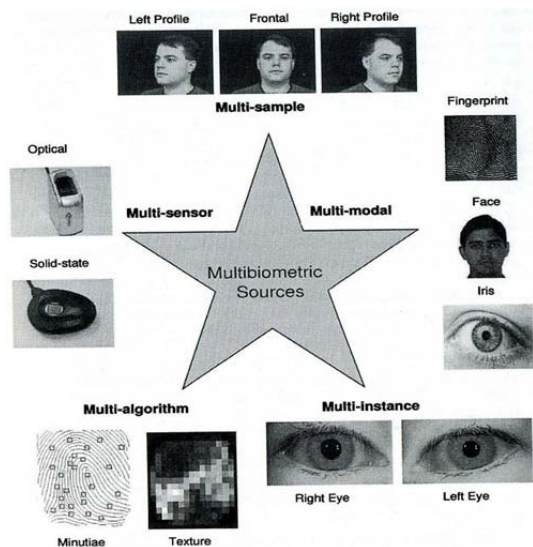 Left Profile
Frontal
Right Profile
Multi-sample
Fingerprint
Optical
Multi-sensor
Multi-modal
Face
Solid-state
Multibiometric
Sources
Iris
Multi-algorithm
Multi-instance
Right Eye
Left Eye
Minutiae
Texture